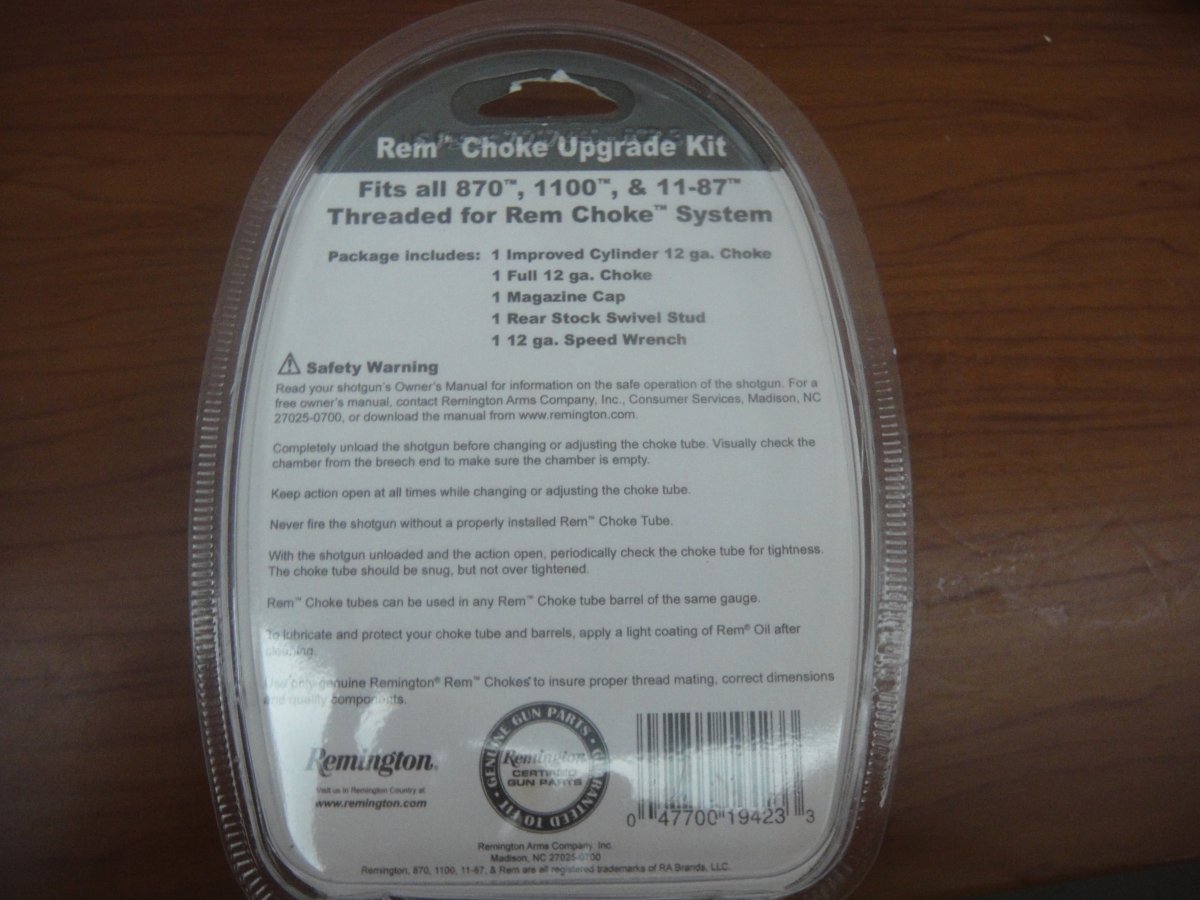 Rem™ Choke Upgrade Kit
Fits all 870™, 1100™, & 11-87™
Threaded for Rem Choke™ System
Package includes: 1 Improved Cylinder 12 ga. Choke
1 Full 12 ga. Choke
1 Magazine Cap
1 Rear Stock Swivel Stud
1 12 ga. Speed Wrench
⚠ Safety Warning
Read your shotgun's Owner's Manual for information on the safe operation of the shotgun. For a
free owner's manual, contact Remington Arms Company, Inc., Consumer Services, Madison, NC
27025-0700, or download the manual from www.remington.com.
Completely unload the shotgun before changing or adjusting the choke tube. Visually check the
chamber from the breech end to make sure the chamber is empty.
Keep action open at all times while changing or adjusting the choke tube.
Never fire the shotgun without a properly installed Rem™ Choke Tube.
With the shotgun unloaded and the action open, periodically check the choke tube for tightness.
The choke tube should be snug, but not over tightened.
Rem™ Choke tubes can be used in any Rem™ Choke tube barrel of the same gauge.
To lubricate and protect your choke tube and barrels, apply a light coating of Rem® Oil after
cleaning.
Use only genuine Remington® Rem™ Chokes to insure proper thread mating, correct dimensions
and quality components.
Remington®
Visit us in Remington Country at
www.remington.com
GENUINE GUN PARTS • GUARANTEED TO FIT •
Remington
CERTIFIED
GUN PARTS
0 47700 19423 3
Remington Arms Company, Inc.
Madison, NC 27025-0700
Remington, 870, 1100, 11-87, & Rem are all registered trademarks of RA Brands, LLC.